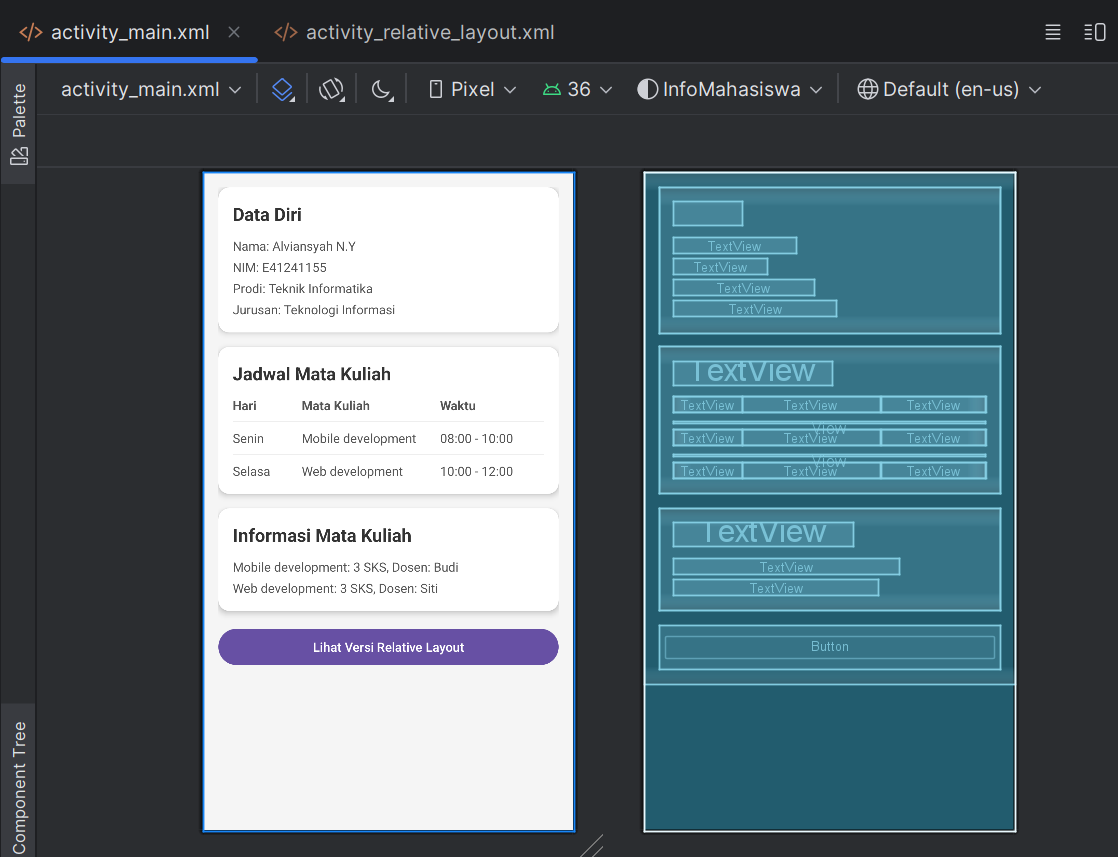 activity_main.xml activity_relative_layout.xml
activity_main.xml Pixel 36 InfoMahasiswa Default (en-us)
Palette
Data Diri
Nama: Alviansyah N.Y
NIM: E41241155
Prodi: Teknik Informatika
Jurusan: Teknologi Informasi
Jadwal Mata Kuliah
Hari Mata Kuliah Waktu
Senin Mobile development 08:00 - 10:00
Selasa Web development 10:00 - 12:00
Informasi Mata Kuliah
Mobile development: 3 SKS, Dosen: Budi
Web development: 3 SKS, Dosen: Siti
Lihat Versi Relative Layout
TextView
TextView
TextView
TextView
TextView
TextView TextView TextView
View
TextView TextView TextView
View
TextView TextView TextView
TextView
TextView
TextView
Button
Component Tree